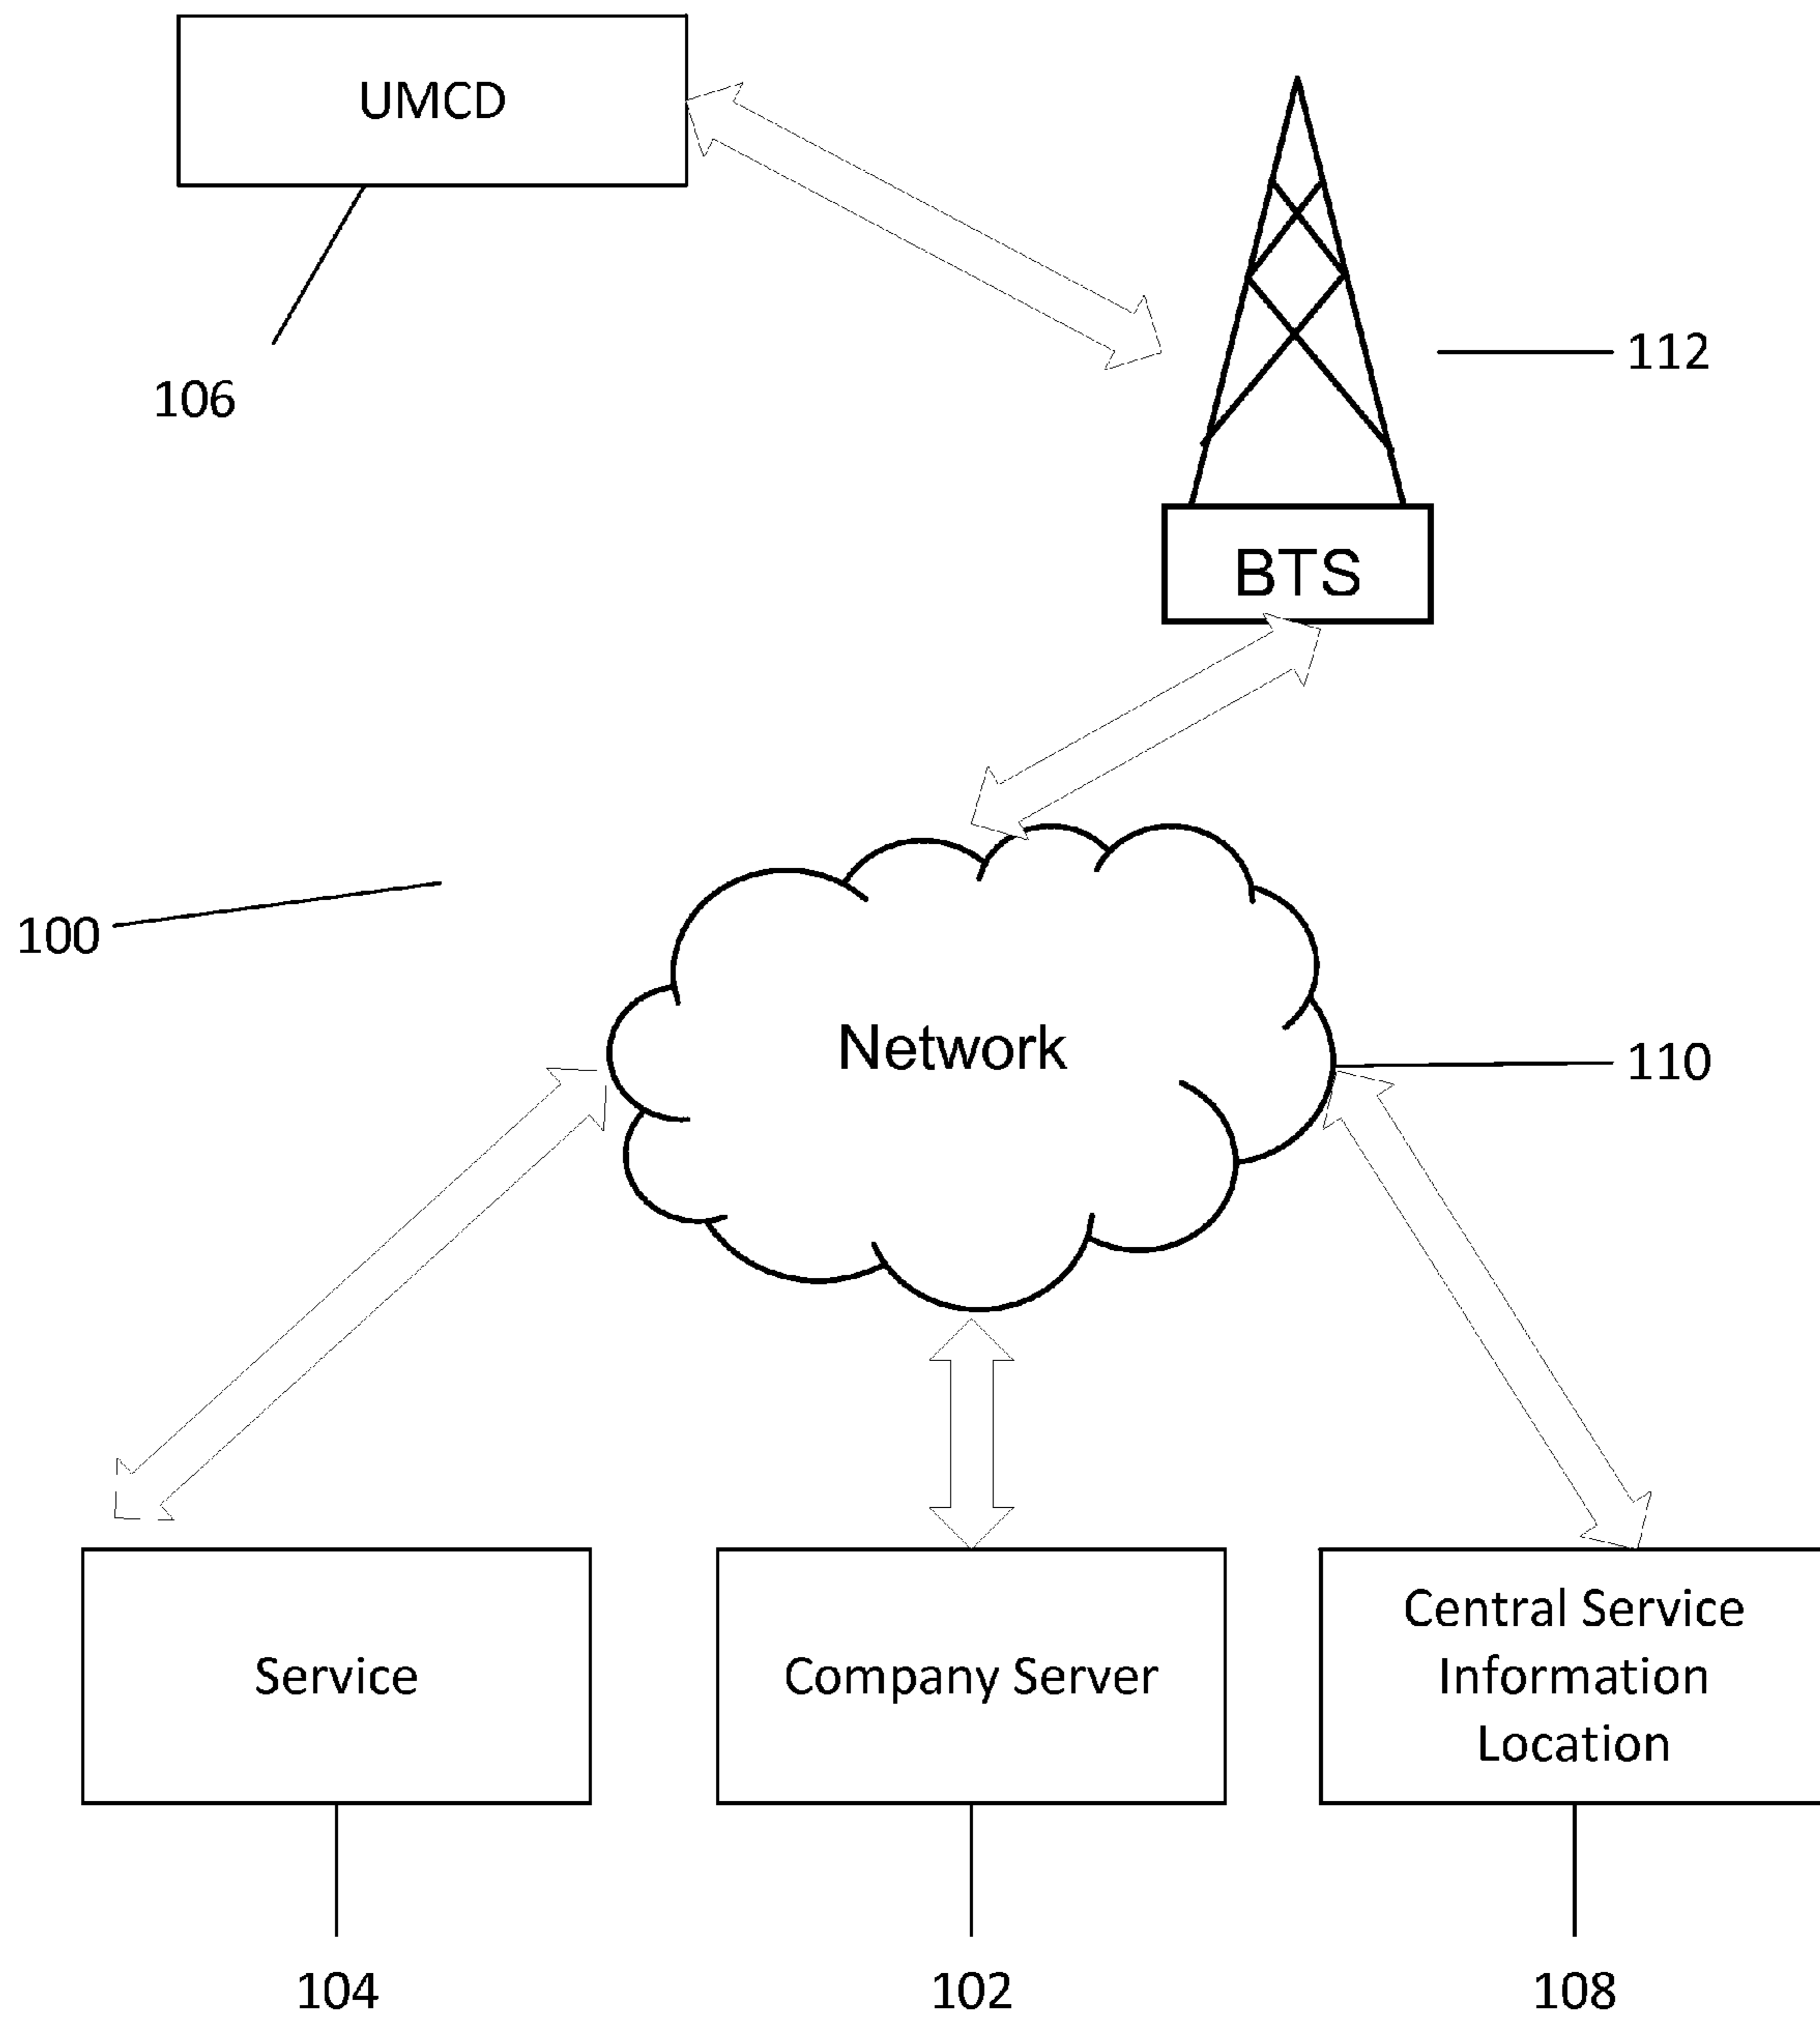 UMCD
112
106
BTS
100
Network
110
Service
Company Server
Central Service
Information
Location
104
102
108